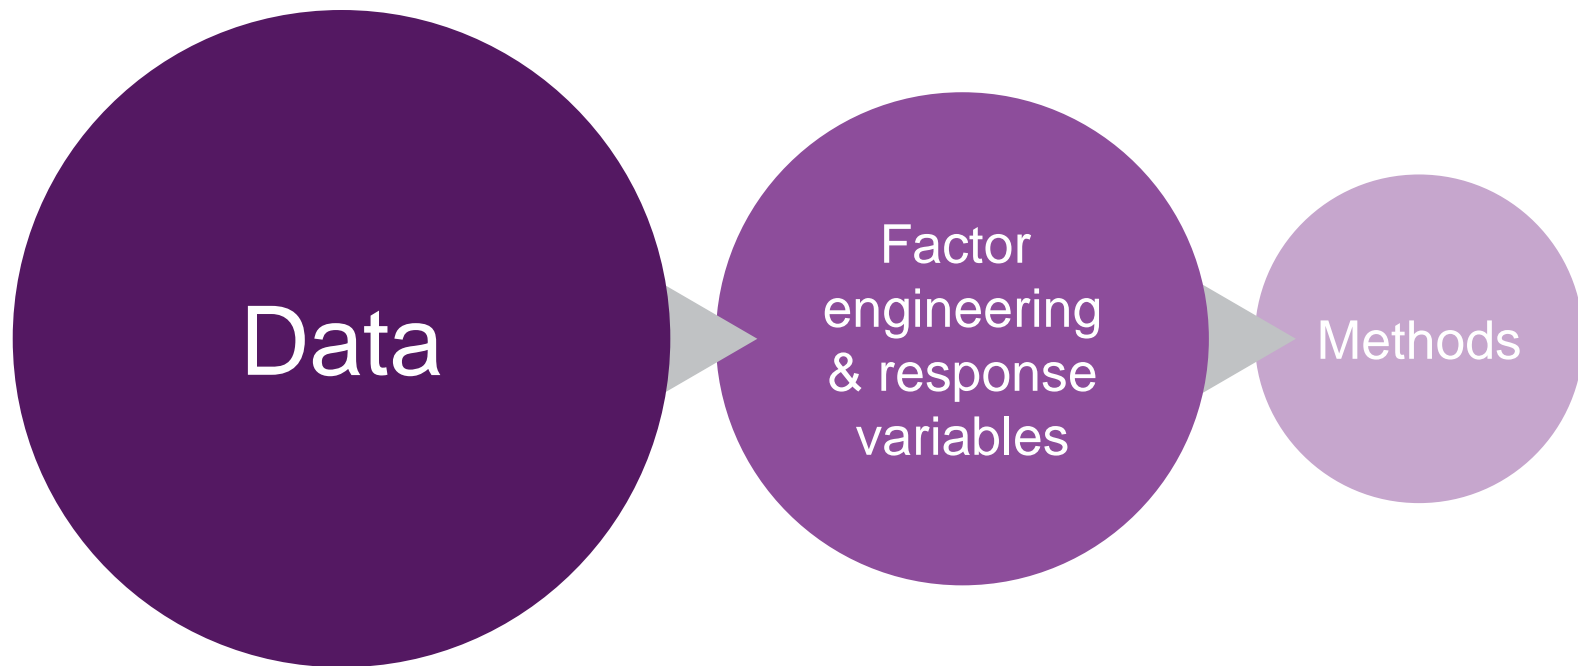 Data
Factor
engineering
& response
variables
Methods